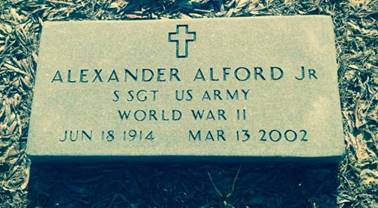 ALEXANDER ALFORD JR
S SGT US ARMY
WORLD WAR II
JUN 18 1914 MAR 13 2002